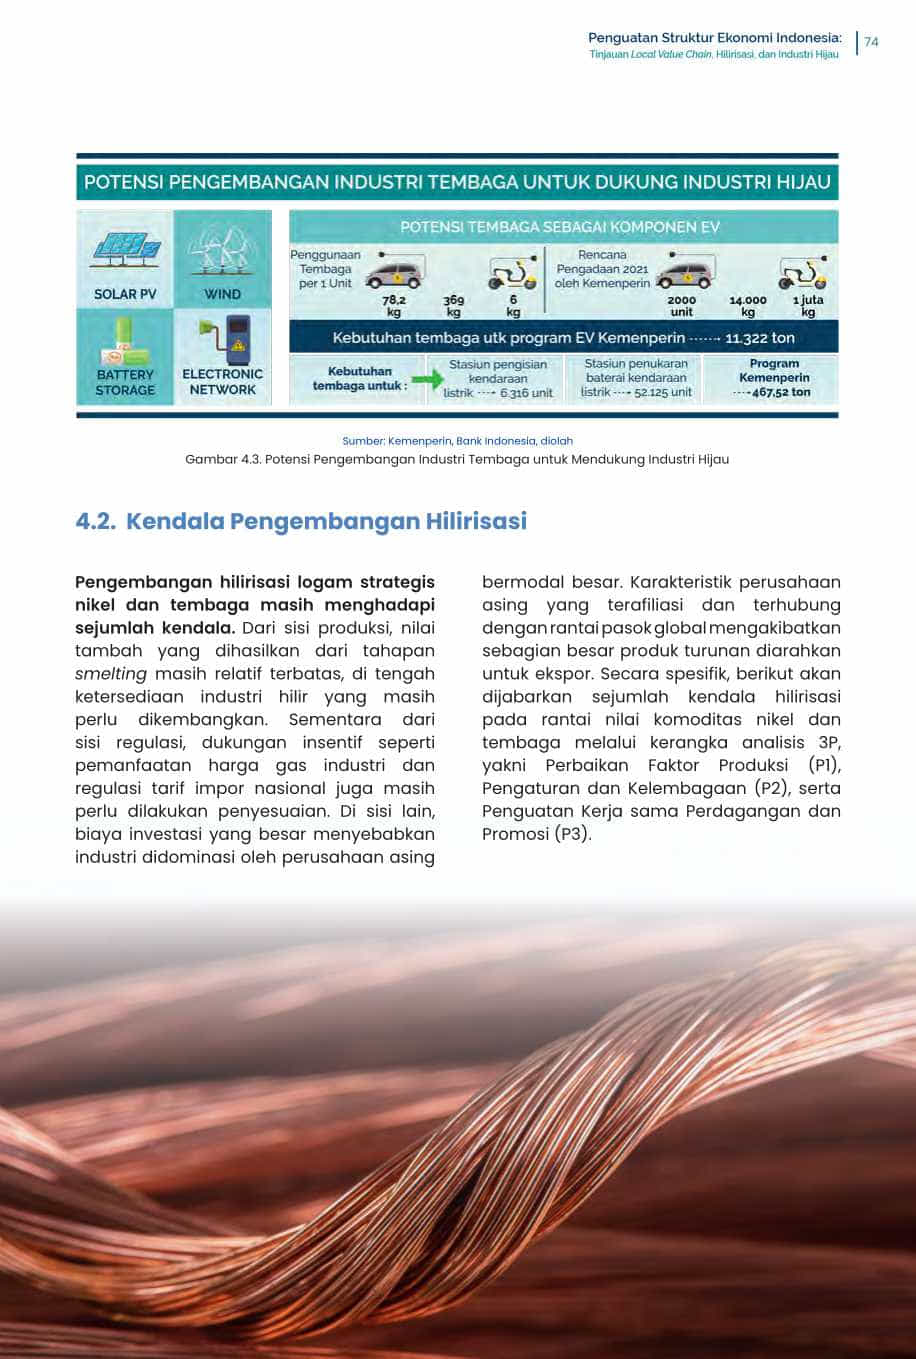 Penguatan Struktur Ekonomi Indonesia:
Tinjauan Local Value Chain, Hilirisasi, dan Industri Hijau
74
POTENSI PENGEMBANGAN INDUSTRI TEMBAGA UNTUK DUKUNG INDUSTRI HIJAU
SOLAR PV
WIND
BATTERY
STORAGE
ELECTRONIC
NETWORK
POTENSI TEMBAGA SEBAGAI KOMPONEN EV
Penggunaan
Tembaga
per 1 Unit
78,2
kg
369
kg
6
kg
Rencana
Pengadaan 2021
oleh Kemenperin
2000
unit
14.000
kg
1 juta
kg
Kebutuhan tembaga utk program EV Kemenperin ------→ 11.322 ton
Kebutuhan
tembaga untuk :
Stasiun pengisian
kendaraan
listrik ----→ 6.316 unit
Stasiun penukaran
baterai kendaraan
listrik ----→ 52.125 unit
Program
Kemenperin
----→ 467,52 ton
Sumber: Kemenperin, Bank Indonesia, diolah
Gambar 4.3. Potensi Pengembangan Industri Tembaga untuk Mendukung Industri Hijau
4.2. Kendala Pengembangan Hilirisasi
Pengembangan hilirisasi logam strategis
nikel dan tembaga masih menghadapi
sejumlah kendala. Dari sisi produksi, nilai
tambah yang dihasilkan dari tahapan
smelting masih relatif terbatas, di tengah
ketersediaan industri hilir yang masih
perlu dikembangkan. Sementara dari
sisi regulasi, dukungan insentif seperti
pemanfaatan harga gas industri dan
regulasi tarif impor nasional juga masih
perlu dilakukan penyesuaian. Di sisi lain,
biaya investasi yang besar menyebabkan
industri didominasi oleh perusahaan asing
bermodal besar. Karakteristik perusahaan
asing yang terafiliasi dan terhubung
dengan rantai pasok global mengakibatkan
sebagian besar produk turunan diarahkan
untuk ekspor. Secara spesifik, berikut akan
dijabarkan sejumlah kendala hilirisasi
pada rantai nilai komoditas nikel dan
tembaga melalui kerangka analisis 3P,
yakni Perbaikan Faktor Produksi (P1),
Pengaturan dan Kelembagaan (P2), serta
Penguatan Kerja sama Perdagangan dan
Promosi (P3).